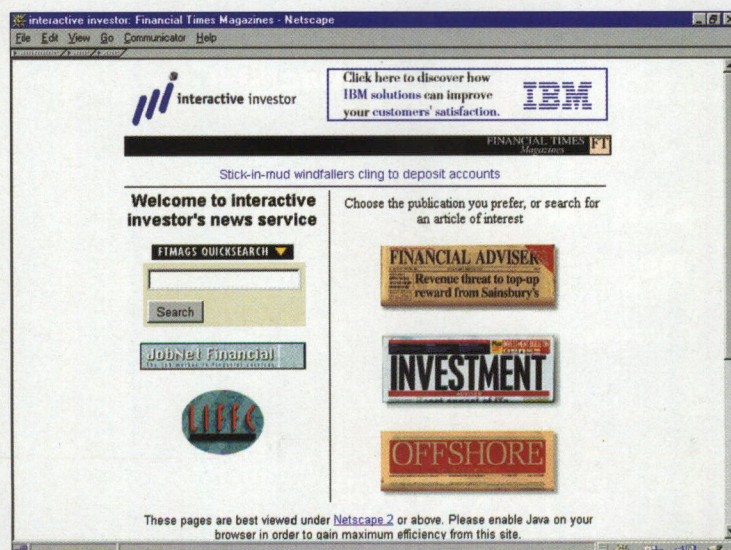 interactive investor: Financial Times Magazines - Netscape
File Edit View Go Communicator Help
interactive investor
Click here to discover how
IBM solutions can improve
your customers' satisfaction.
IBM
FINANCIAL TIMES FT
Magazines
Stick-in-mud windfallers cling to deposit accounts
Welcome to interactive
investor's news service
Choose the publication you prefer, or search for
an article of interest
FTMAGS QUICKSEARCH
Search
JobNet Financial
LIFFE
FINANCIAL ADVISER
Revenue threat to top-up
reward from Sainsbury's
INVESTMENT
OFFSHORE
These pages are best viewed under Netscape 2 or above. Please enable Java on your
browser in order to gain maximum efficiency from this site.